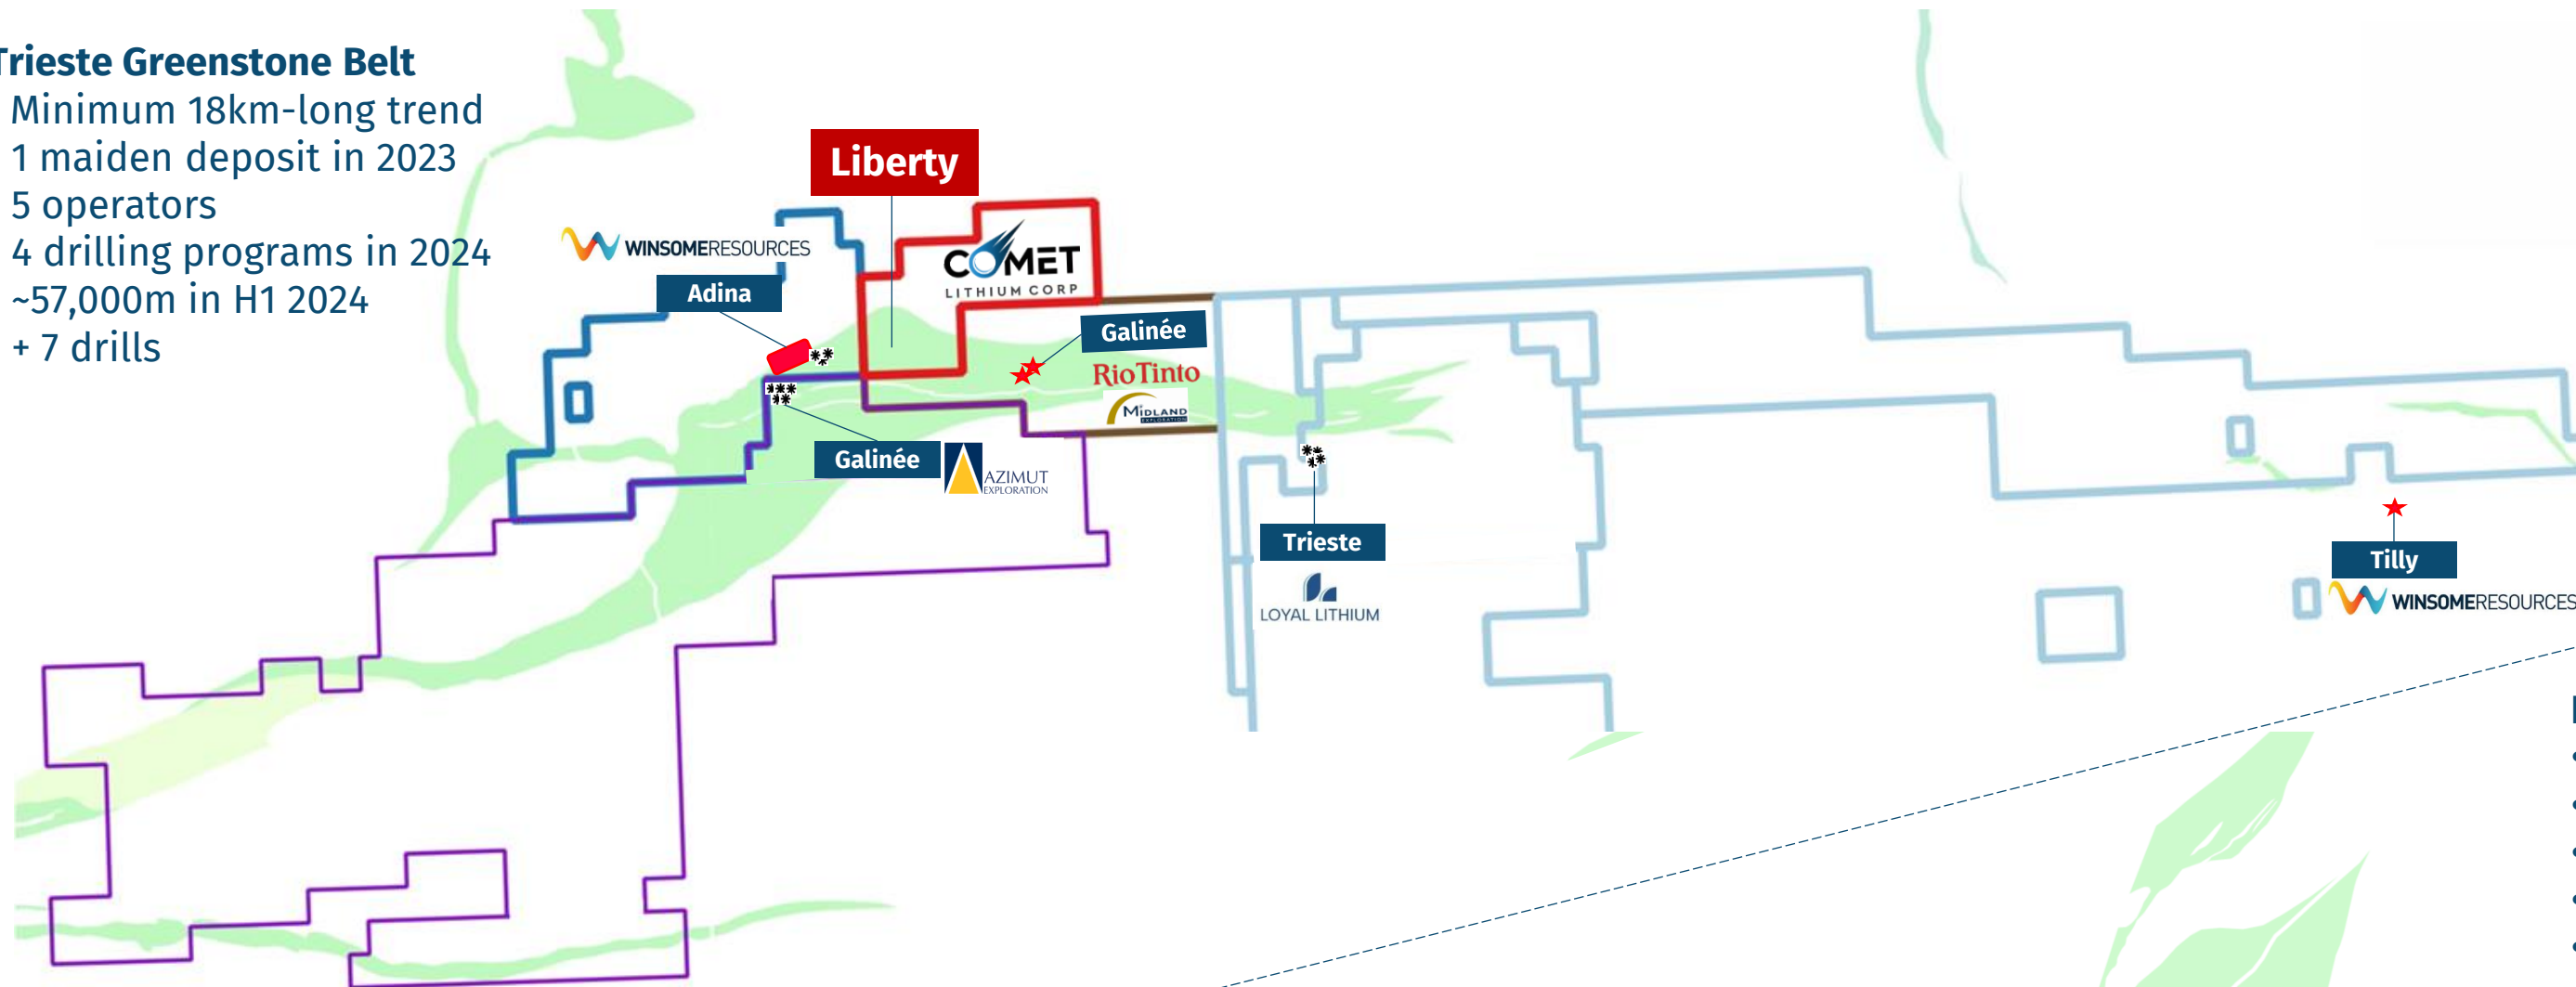 Trieste Greenstone Belt
Minimum 18km-long trend
1 maiden deposit in 2023
5 operators
4 drilling programs in 2024
~57,000m in H1 2024
+ 7 drills
Liberty
WINSOMERESOURCES
COMET
LITHIUM CORP
Adina
Galinée
RioTinto
MIDLAND
EXPLORATION
Galinée
AZIMUT
EXPLORATION
Trieste
LOYAL LITHIUM
Tilly
WINSOMERESOURCES